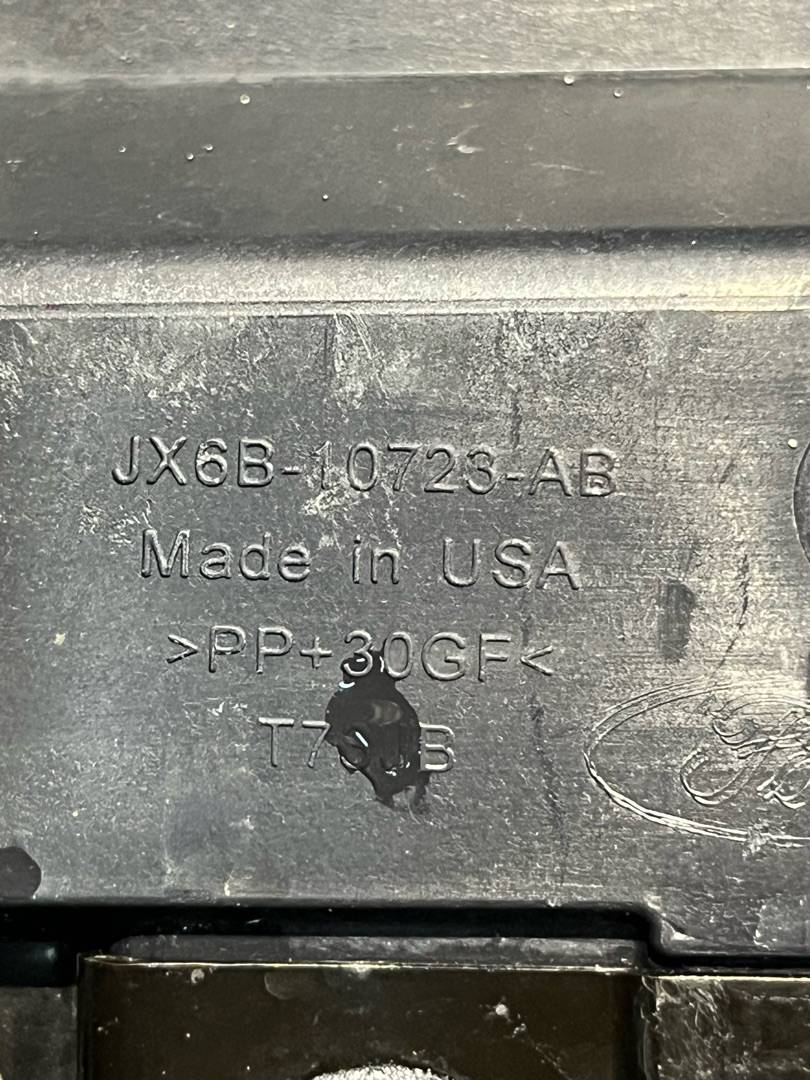 JX6B-10723-AB
Made in USA
>PP+30GF<